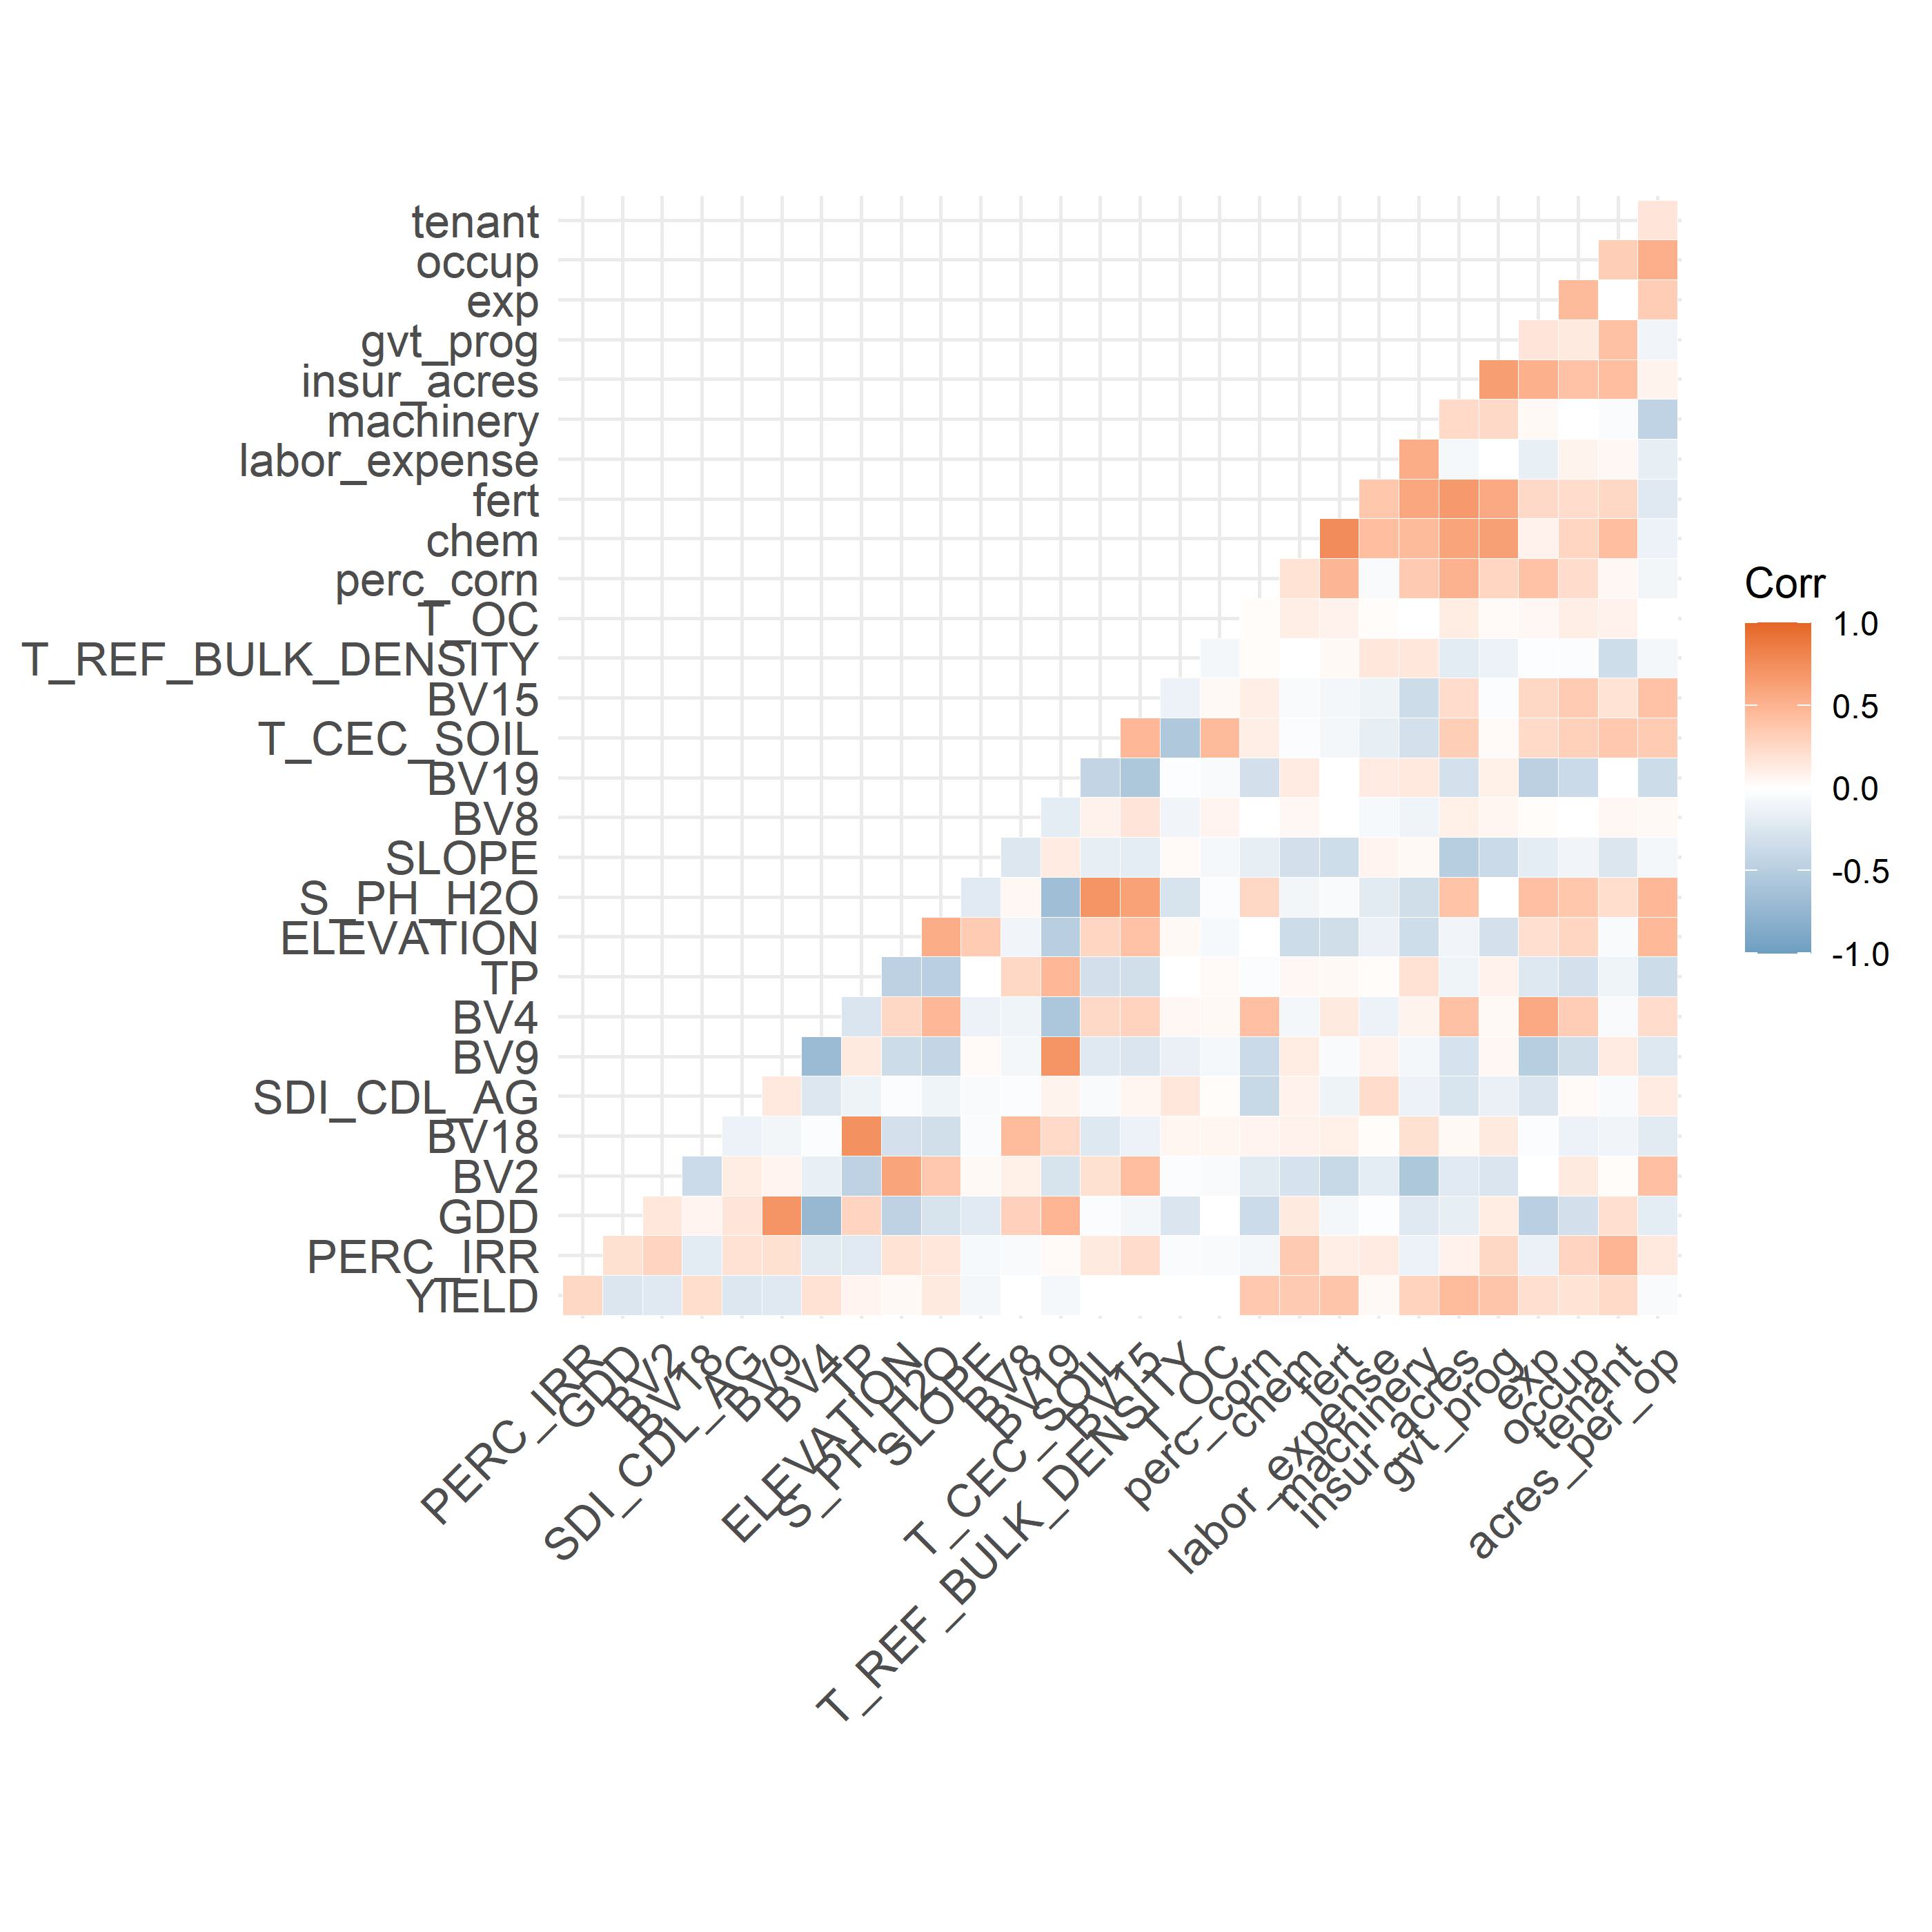 tenant
occup
exp
gvt_prog
insur_acres
machinery
labor_expense
fert
chem
perc_corn
T_OC
T_REF_BULK_DENSITY
BV15
T_CEC_SOIL
BV19
BV8
SLOPE
S_PH_H2O
ELEVATION
TP
BV4
BV9
SDI_CDL_AG
BV18
BV2
GDD
PERC_IRR
YIELD
PERC_IRR
GDD
BV2
BV18
SDI_CDL_AG
BV9
BV4
TP
ELEVATION
S_PH_H2O
SLOPE
BV8
BV19
T_CEC_SOIL
BV15
T_REF_BULK_DENSITY
T_OC
perc_corn
chem
fert
labor_expense
machinery
insur_acres
gvt_prog
exp
occup
tenant
acres_per_op
Corr
1.0
0.5
0.0
-0.5
-1.0